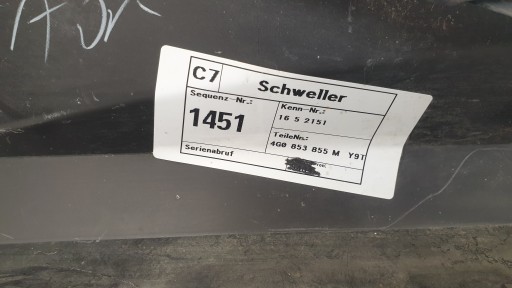 C7 Schweller
Sequenz-Nr.:
1451
Kenn-Nr.:
16 5 2151
TeileNr.:
4G0 853 855 M Y9T
Serienabruf